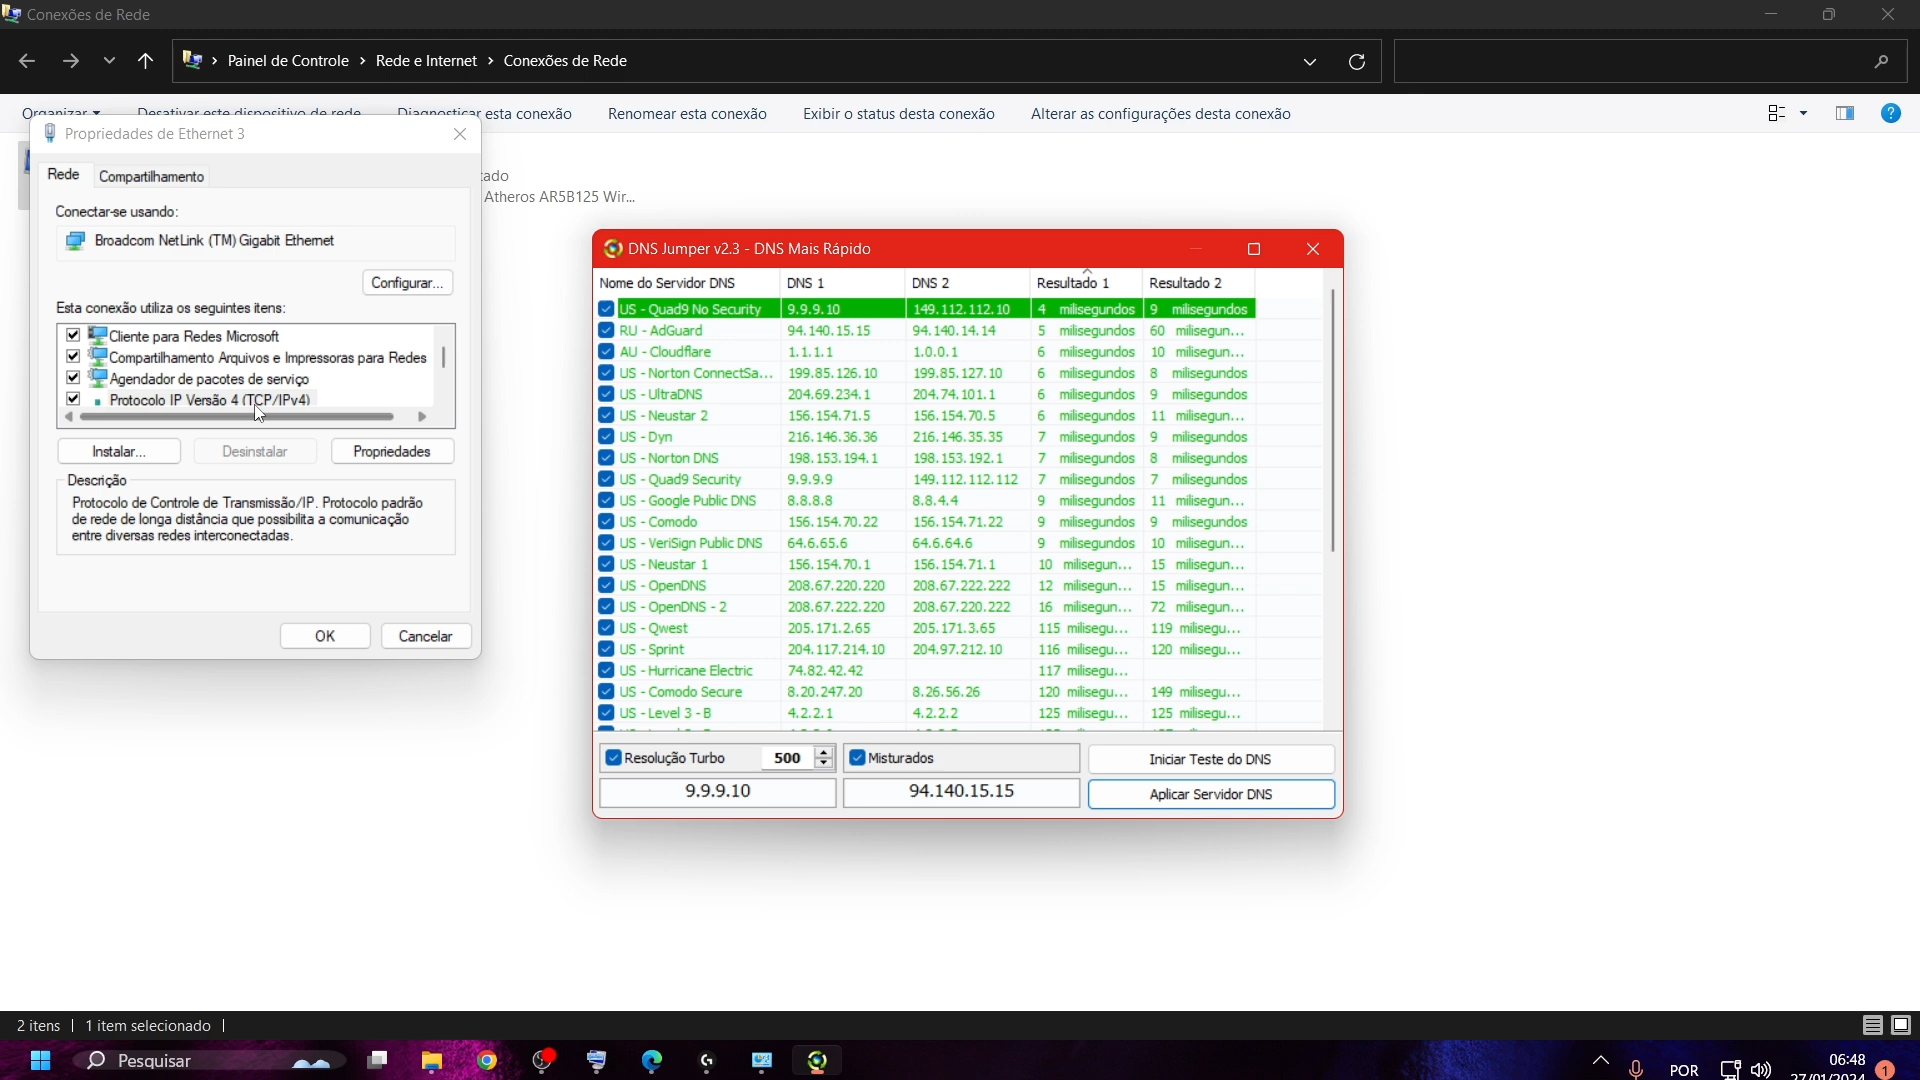 Conexões de Rede
Painel de Controle > Rede e Internet > Conexões de Rede
Organizar Desativar este dispositivo de rede Diagnosticar esta conexão Renomear esta conexão Exibir o status desta conexão Alterar as configurações desta conexão
Propriedades de Ethernet 3
Rede Compartilhamento
Conectar-se usando:
Broadcom NetLink (TM) Gigabit Ethernet
Configurar...
Esta conexão utiliza os seguintes itens:
Cliente para Redes Microsoft
Compartilhamento Arquivos e Impressoras para Redes
Agendador de pacotes de serviço
Protocolo IP Versão 4 (TCP/IPv4)
Instalar... Desinstalar Propriedades
Descrição
Protocolo de Controle de Transmissão/IP. Protocolo padrão
de rede de longa distância que possibilita a comunicação
entre diversas redes interconectadas.
OK Cancelar
Atheros AR5B125 Wir...
DNS Jumper v2.3 - DNS Mais Rápido
Nome do Servidor DNS DNS 1 DNS 2 Resultado 1 Resultado 2
US - Quad9 No Security 9.9.9.10 149.112.112.10 4 milisegundos 9 milisegundos
RU - AdGuard 94.140.15.15 94.140.14.14 5 milisegundos 60 milisegun...
AU - Cloudflare 1.1.1.1 1.0.0.1 6 milisegundos 10 milisegun...
US - Norton ConnectSa... 199.85.126.10 199.85.127.10 6 milisegundos 8 milisegundos
US - UltraDNS 204.69.234.1 204.74.101.1 6 milisegundos 9 milisegundos
US - Neustar 2 156.154.71.5 156.154.70.5 6 milisegundos 11 milisegun...
US - Dyn 216.146.36.36 216.146.35.35 7 milisegundos 9 milisegundos
US - Norton DNS 198.153.194.1 198.153.192.1 7 milisegundos 8 milisegundos
US - Quad9 Security 9.9.9.9 149.112.112.112 7 milisegundos 7 milisegundos
US - Google Public DNS 8.8.8.8 8.8.4.4 9 milisegundos 11 milisegun...
US - Comodo 156.154.70.22 156.154.71.22 9 milisegundos 9 milisegundos
US - VeriSign Public DNS 64.6.65.6 64.6.64.6 9 milisegundos 10 milisegun...
US - Neustar 1 156.154.70.1 156.154.71.1 10 milisegun... 15 milisegun...
US - OpenDNS 208.67.220.220 208.67.222.222 12 milisegun... 15 milisegun...
US - OpenDNS - 2 208.67.222.220 208.67.220.222 16 milisegun... 72 milisegun...
US - Qwest 205.171.2.65 205.171.3.65 115 milisegu... 119 milisegu...
US - Sprint 204.117.214.10 204.97.212.10 116 milisegu... 120 milisegu...
US - Hurricane Electric 74.82.42.42 117 milisegu...
US - Comodo Secure 8.20.247.20 8.26.56.26 120 milisegu... 149 milisegu...
US - Level 3 - B 4.2.2.1 4.2.2.2 125 milisegu... 125 milisegu...
Resolução Turbo 500 Misturados Iniciar Teste do DNS
9.9.9.10 94.140.15.15 Aplicar Servidor DNS
2 itens 1 item selecionado
Pesquisar POR 06:48
27/01/2024 1